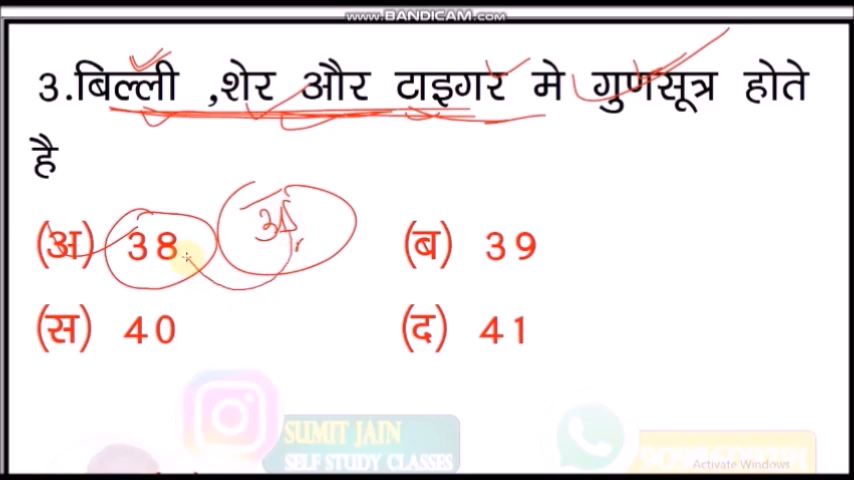 WWW.BANDICAM.COM
3.बिल्ली ,शेर और टाइगर मे गुणसूत्र होते
है
(अ) 38 अ (ब) 39
(स) 40 (द) 41
SUMIT JAIN
SELF STUDY CLASSES
Activate Windows